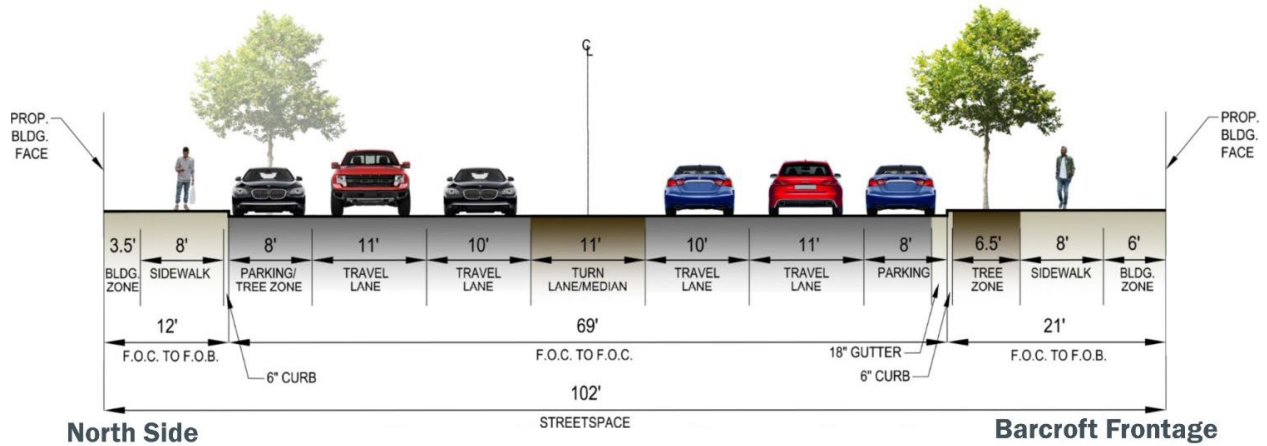 ℄
PROP.
BLDG.
FACE
PROP.
BLDG.
FACE
3.5'
8'
8'
11'
10'
11'
10'
11'
8'
6.5'
8'
6'
BLDG.
ZONE
SIDEWALK
PARKING/
TREE ZONE
TRAVEL
LANE
TRAVEL
LANE
TURN
LANE/MEDIAN
TRAVEL
LANE
TRAVEL
LANE
PARKING
TREE
ZONE
SIDEWALK
BLDG.
ZONE
12'
69'
21'
F.O.C. TO F.O.B.
F.O.C. TO F.O.C.
18" GUTTER
F.O.C. TO F.O.B.
6" CURB
6" CURB
102'
STREETSPACE
North Side
Barcroft Frontage